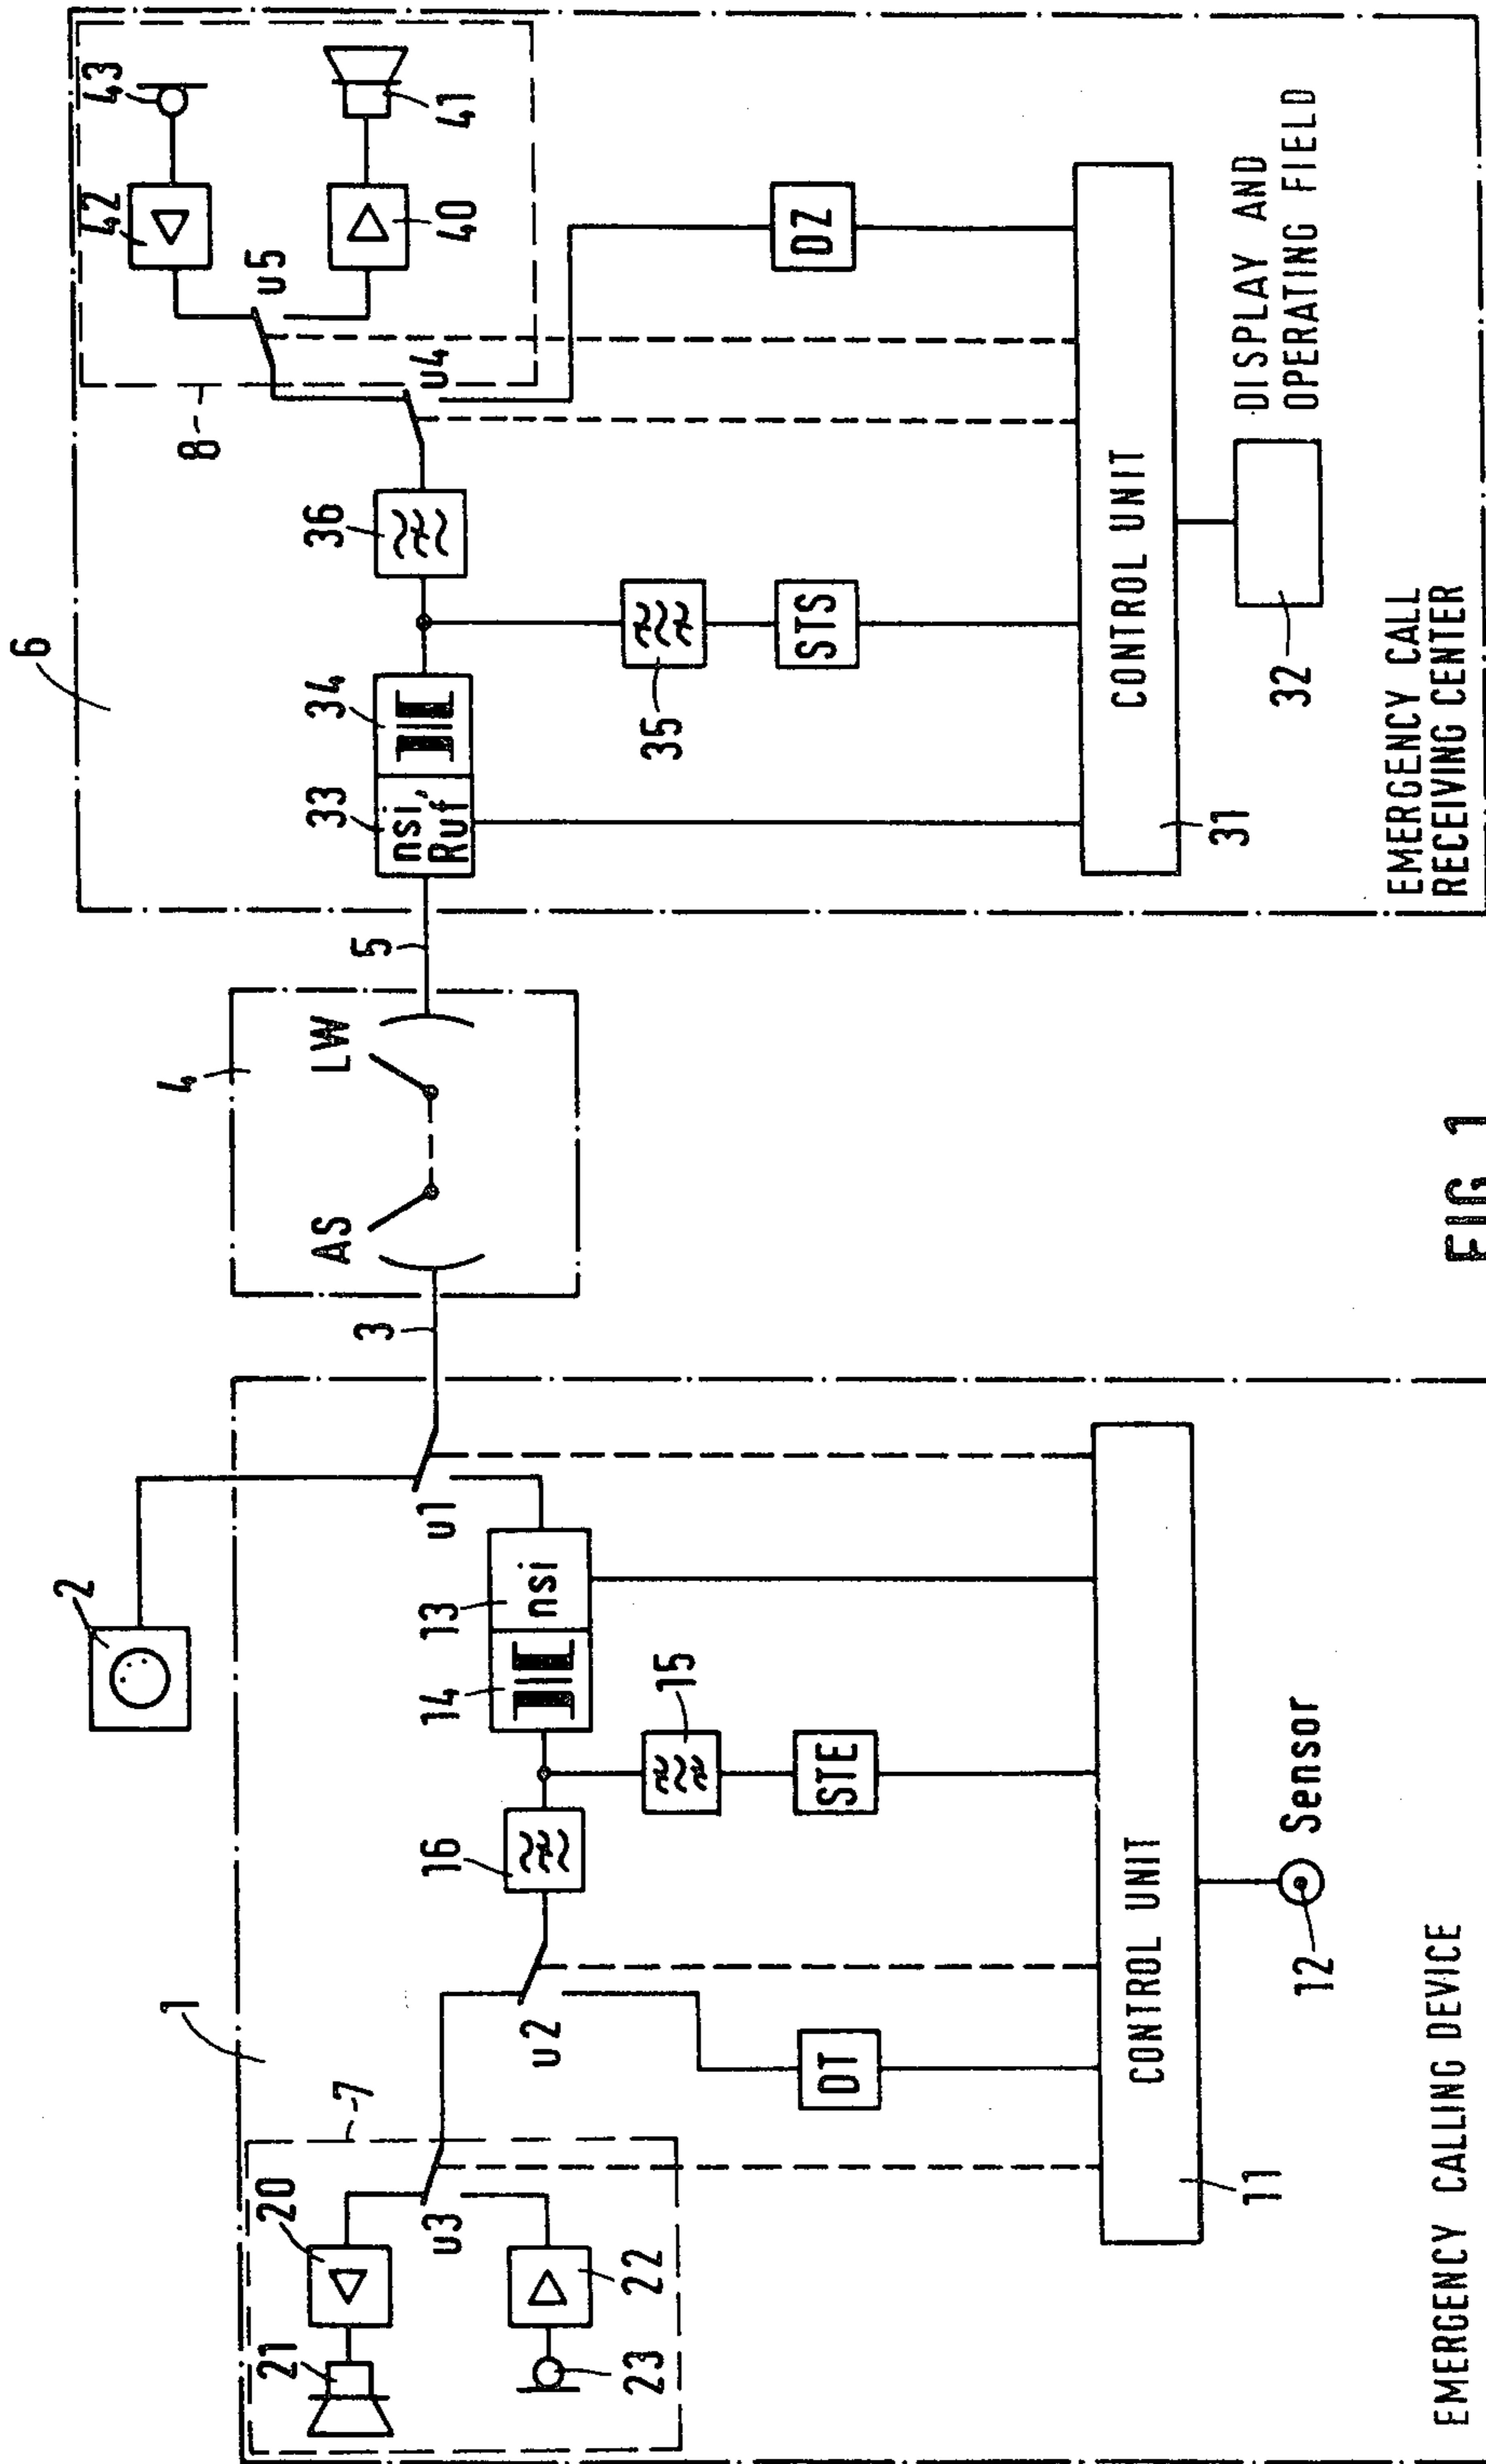 1
2
3
4
5
6
7
8
20
21
22
23
u3
u2
u1
16
14
13
nsi
15
STE
DT
CONTROL UNIT
11
12
Sensor
EMERGENCY CALLING DEVICE
AS
LW
33
34
nsi,
Ruf
36
35
STS
u4
u5
42
43
40
41
DZ
CONTROL UNIT
31
32
DISPLAY AND
OPERATING FIELD
EMERGENCY CALL
RECEIVING CENTER
FIG. 1